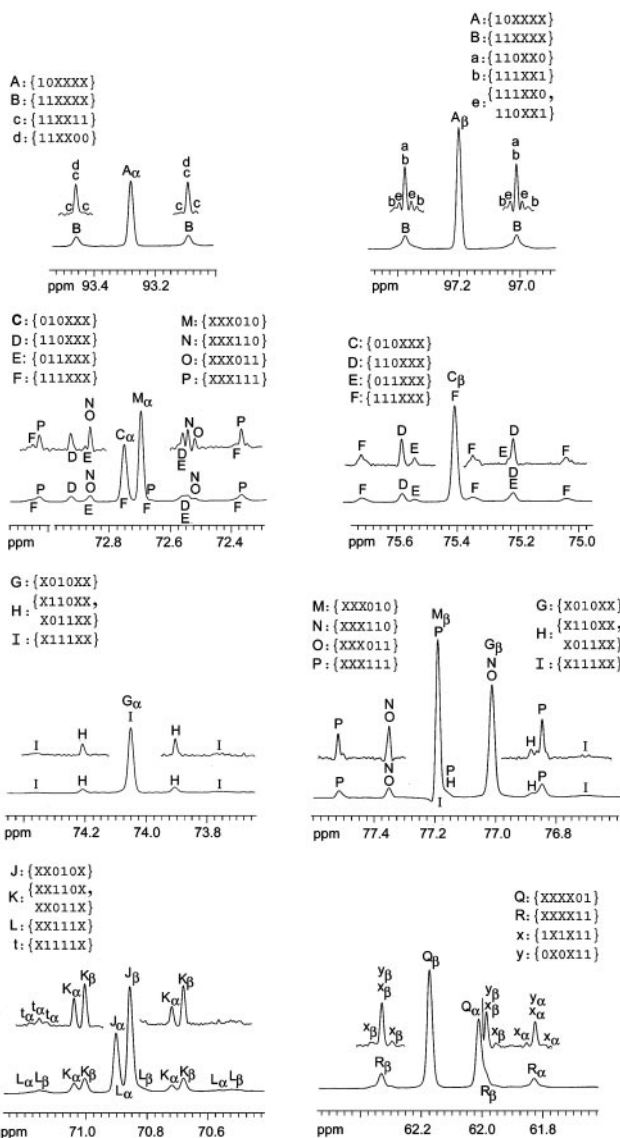 A:{10XXXX}
B:{11XXXX}
c:{11XX11}
d:{11XX00}
d d
c Aα c
c c c c
B B
ppm 93.4 93.2
A:{10XXXX}
B:{11XXXX}
a:{110XX0}
b:{111XX1}
e:{111XX0,
110XX1}
Aβ
a a
b b
b e e b b e e b
B B
ppm 97.2 97.0
C:{010XXX} M:{XXX010}
D:{110XXX} N:{XXX110}
E:{011XXX} O:{XXX011}
F:{111XXX} P:{XXX111}
Mα
N N
F P O Cα O P
D E D F
E
P D N P N P
F O F F O F
E D
E
ppm 72.8 72.6 72.4
C:{010XXX}
D:{110XXX}
E:{011XXX}
F:{111XXX}
Cβ
F
F D E F E D F
F D E F D F
E
ppm 75.6 75.4 75.2 75.0
G:{X010XX}
H:{X110XX,
X011XX}
I:{X111XX}
Gα
I H I H I
I H H I
ppm 74.2 74.0 73.8
M:{XXX010} G:{X010XX}
N:{XXX110} H:{X110XX,
O:{XXX011} X011XX}
P:{XXX111} I:{X111XX}
Mβ
P Gβ
N N
P O O P
H I
N
P O P H P I
H
I
ppm 77.4 77.2 77.0 76.8
J:{XX010X}
K:{XX110X,
XX011X}
L:{XX111X}
t:{X1111X}
Kα Kβ Jβ Kβ
tα tα tα Jα Kα
Lα Lβ Kα Kβ Lα Lβ Kα Kβ Lα Lβ
ppm 71.0 70.8 70.6
Q:{XXXX01}
R:{XXXX11}
x:{1X1X11}
y:{0X0X11}
yβ Qβ yβ yα
xβ Qα xβ xα
xβ xβ xβ xα xα
Rβ Rβ Rα
ppm 62.2 62.0 61.8